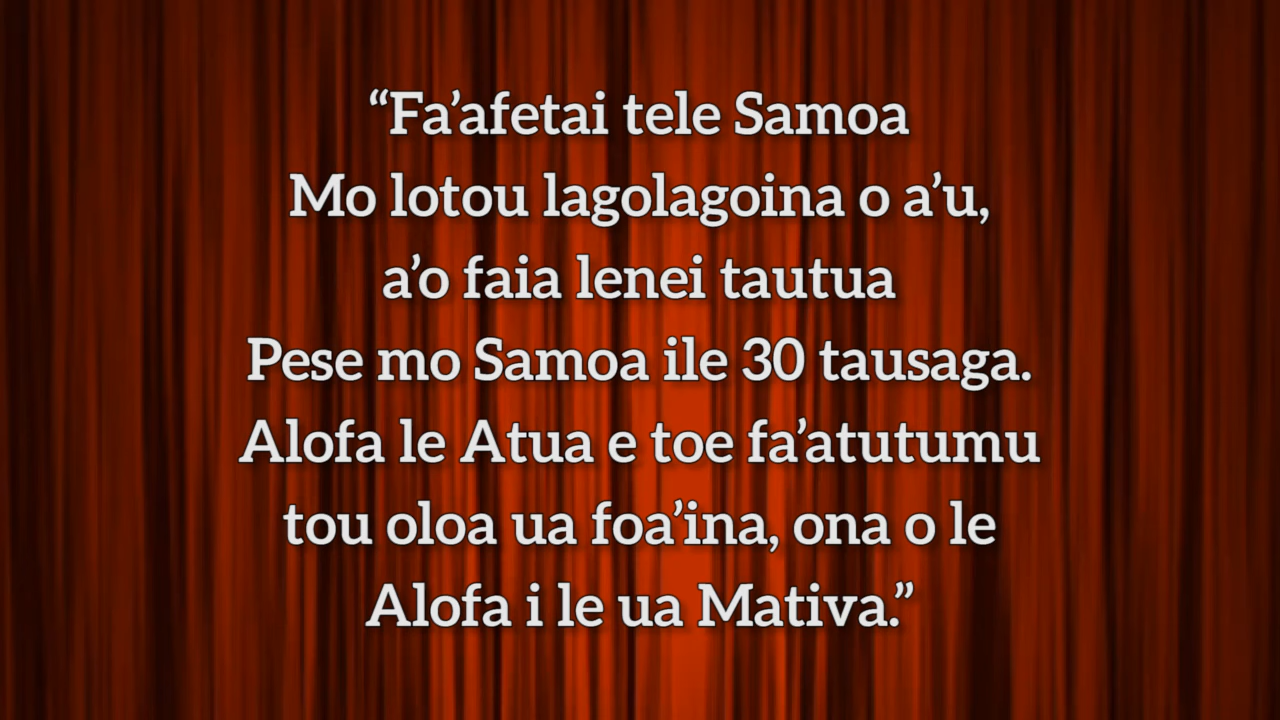 “Fa’afetai tele Samoa
Mo lotou lagolagoina o a’u,
a’o faia lenei tautua
Pese mo Samoa ile 30 tausaga.
Alofa le Atua e toe fa’atutumu
tou oloa ua foa’ina, ona o le
Alofa i le ua Mativa.”